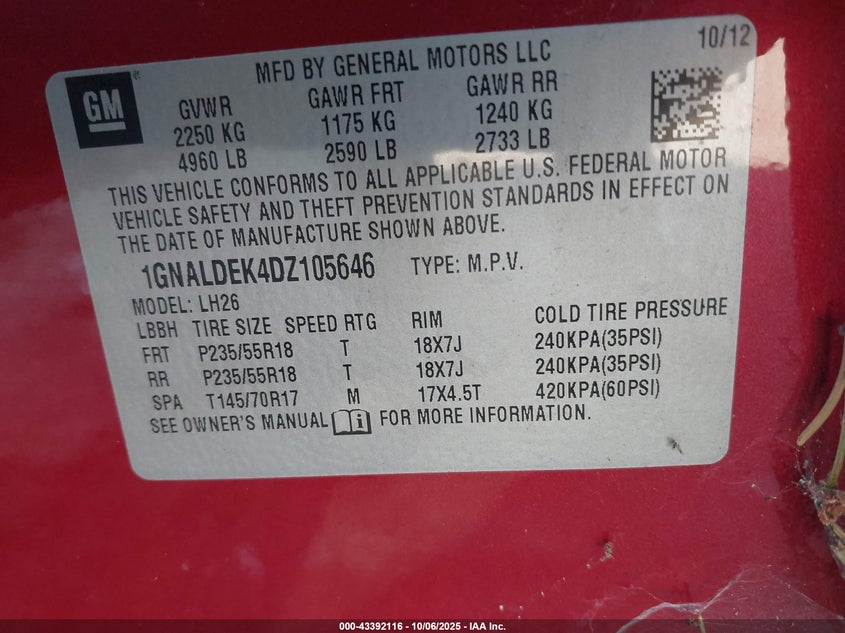 10/12
MFD BY GENERAL MOTORS LLC
GM
GVWR GAWR FRT GAWR RR
2250 KG 1175 KG 1240 KG
4960 LB 2590 LB 2733 LB
THIS VEHICLE CONFORMS TO ALL APPLICABLE U.S. FEDERAL MOTOR
VEHICLE SAFETY AND THEFT PREVENTION STANDARDS IN EFFECT ON
THE DATE OF MANUFACTURE SHOWN ABOVE.
1GNALDEK4DZ105646 TYPE: M.P.V.
MODEL: LH26
LBBH TIRE SIZE SPEED RTG RIM COLD TIRE PRESSURE
FRT P235/55R18 T 18X7J 240KPA(35PSI)
RR P235/55R18 T 18X7J 240KPA(35PSI)
SPA T145/70R17 M 17X4.5T 420KPA(60PSI)
SEE OWNER'S MANUAL i FOR MORE INFORMATION.
000-43392116 - 10/06/2025 - IAA Inc.